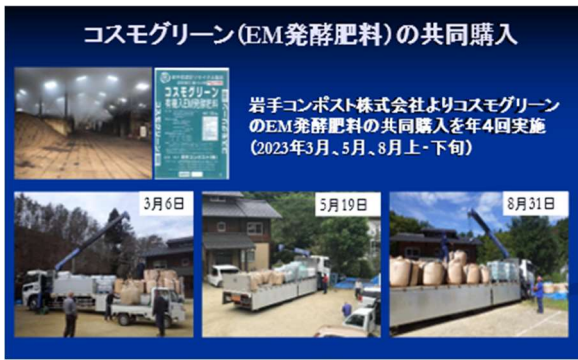 コスモグリーン(EM発酵肥料)の共同購入
コスモグリーン
岩手コンポスト株式会社よりコスモグリーン
のEM発酵肥料の共同購入を年4回実施
(2023年3月、5月、8月上-下旬)
3月6日
5月19日
8月31日